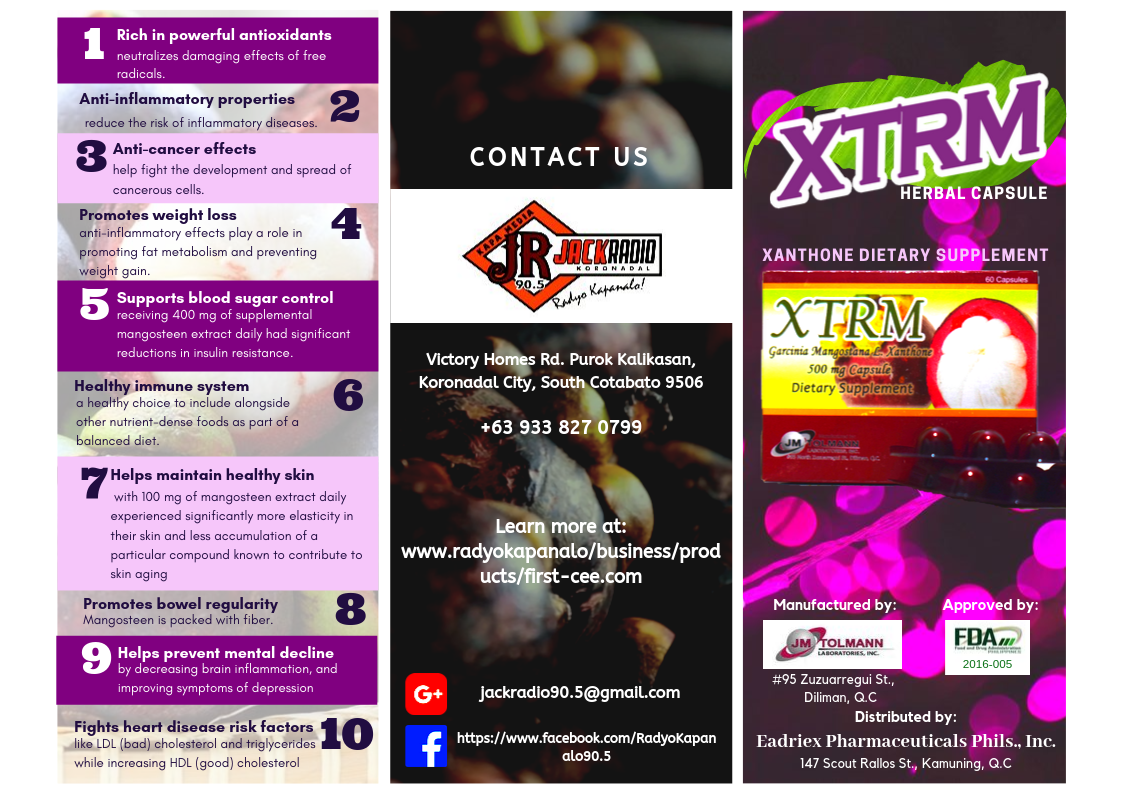 1
Rich in powerful antioxidants
neutralizes damaging effects of free
radicals.
Anti-inflammatory properties
reduce the risk of inflammatory diseases.
2
3
Anti-cancer effects
help fight the development and spread of
cancerous cells.
Promotes weight loss
anti-inflammatory effects play a role in
promoting fat metabolism and preventing
weight gain.
4
5
Supports blood sugar control
receiving 400 mg of supplemental
mangosteen extract daily had significant
reductions in insulin resistance.
Healthy immune system
a healthy choice to include alongside
other nutrient-dense foods as part of a
balanced diet.
6
7
Helps maintain healthy skin
with 100 mg of mangosteen extract daily
experienced significantly more elasticity in
their skin and less accumulation of a
particular compound known to contribute to
skin aging
Promotes bowel regularity
Mangosteen is packed with fiber.
8
9
Helps prevent mental decline
by decreasing brain inflammation, and
improving symptoms of depression
Fights heart disease risk factors
like LDL (bad) cholesterol and triglycerides
while increasing HDL (good) cholesterol
10
CONTACT US
KAPA MEDIA
JR
90.5
JACKRADIO
KORONADAL
Radyo Kapanalo!
Victory Homes Rd. Purok Kalikasan,
Koronadal City, South Cotabato 9506
+63 933 827 0799
Learn more at:
www.radyokapanalo/business/prod
ucts/first-cee.com
G+
jackradio90.5@gmail.com
f
https://www.facebook.com/RadyoKapan
alo90.5
XTRM
HERBAL CAPSULE
XANTHONE DIETARY SUPPLEMENT
60 Capsules
XTRM
Garcinia Mangostana L. Xanthone
500 mg Capsule
Dietary Supplement
JM TOLMANN
LABORATORIES, INC.
Manufactured by:
JM TOLMANN
LABORATORIES, INC.
#95 Zuzuarregui St.,
Diliman, Q.C
Approved by:
FDA
Food and Drug Administration
PHILIPPINES
2016-005
Distributed by:
Eadriex Pharmaceuticals Phils., Inc.
147 Scout Rallos St., Kamuning, Q.C